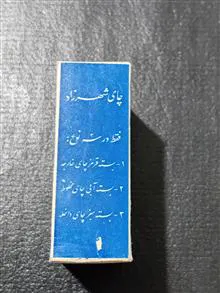 چای شهرزاد
فقط در سه نوع :
۱- بسته قرمز چای خارجه
۲- بسته آبی چای مخلوط
۳- بسته سبز چای داخله